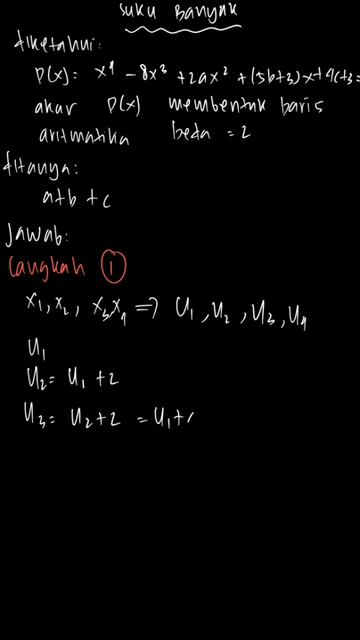 Suku Banyak
diketahui:
P(x) = x⁴ - 8x³ + 2ax² + (5b+3)x + 4c+3 =
akar P(x) membentuk baris
aritmatika beda = 2
ditanya:
a+b+c
Jawab:
Langkah 1
x₁, x₂, x₃ x₄ ⇒ U₁, U₂, U₃, U₄
U₁
U₂ = U₁ + 2
U₃ = U₂ + 2 = U₁ +